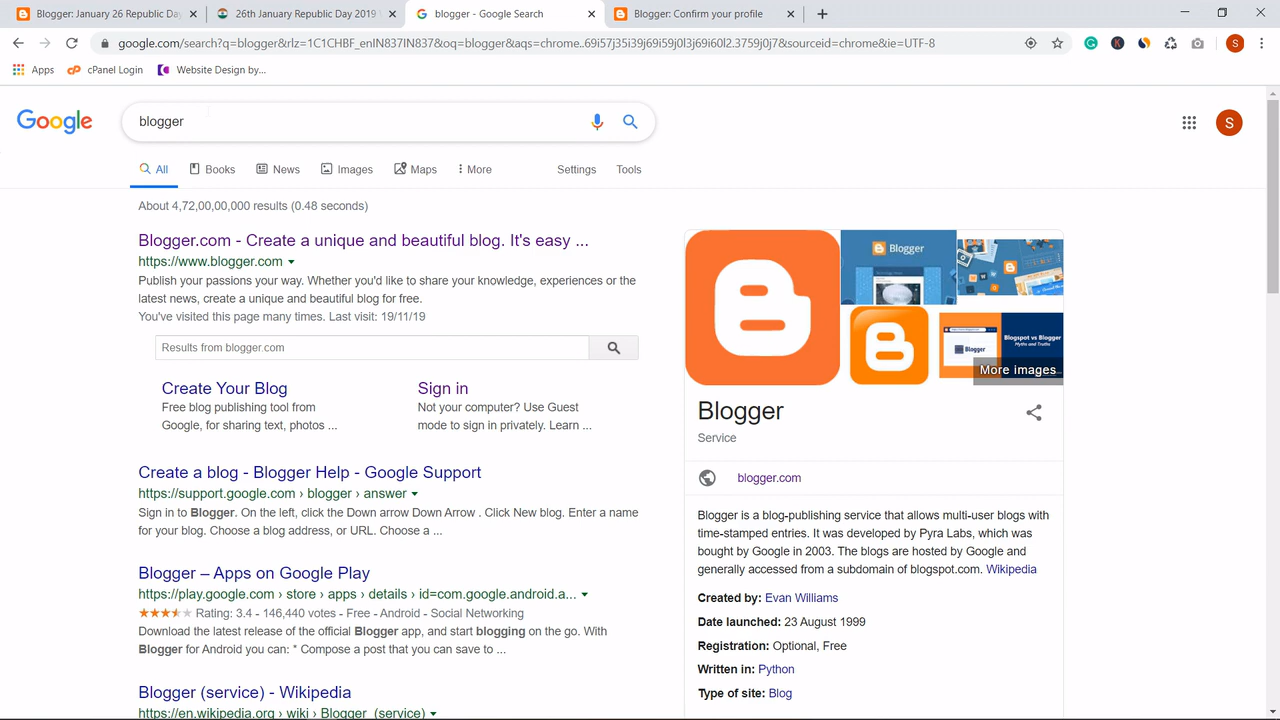 Blogger: January 26 Republic Day
26th January Republic Day 2019
blogger - Google Search
Blogger: Confirm your profile
google.com/search?q=blogger&rlz=1C1CHBF_enIN837IN837&oq=blogger&aqs=chrome..69i57j35i39j69i59j0l3j69i60l2.3759j0j7&sourceid=chrome&ie=UTF-8
S
Apps
cPanel Login
Website Design by...
Google
blogger
S
All
Books
News
Images
Maps
More
Settings
Tools
About 4,72,00,00,000 results (0.48 seconds)
Blogger.com - Create a unique and beautiful blog. It's easy ...
https://www.blogger.com
Publish your passions your way. Whether you'd like to share your knowledge, experiences or the
latest news, create a unique and beautiful blog for free.
You've visited this page many times. Last visit: 19/11/19
Results from blogger.com
Create Your Blog
Free blog publishing tool from
Google, for sharing text, photos ...
Sign in
Not your computer? Use Guest
mode to sign in privately. Learn ...
Create a blog - Blogger Help - Google Support
https://support.google.com › blogger › answer
Sign in to Blogger. On the left, click the Down arrow Down Arrow . Click New blog. Enter a name
for your blog. Choose a blog address, or URL. Choose a ...
Blogger – Apps on Google Play
https://play.google.com › store › apps › details › id=com.google.android.a...
Rating: 3.4 - 146,440 votes - Free - Android - Social Networking
Download the latest release of the official Blogger app, and start blogging on the go. With
Blogger for Android you can: * Compose a post that you can save to ...
Blogger (service) - Wikipedia
https://en.wikipedia.org › wiki › Blogger_(service)
Blogger
Blogger
Blogspot vs Blogger
Myths and Truths
More images
Blogger
Service
blogger.com
Blogger is a blog-publishing service that allows multi-user blogs with
time-stamped entries. It was developed by Pyra Labs, which was
bought by Google in 2003. The blogs are hosted by Google and
generally accessed from a subdomain of blogspot.com. Wikipedia
Created by: Evan Williams
Date launched: 23 August 1999
Registration: Optional, Free
Written in: Python
Type of site: Blog